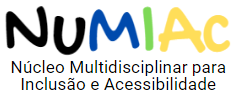 NuMIAc
Núcleo Multidisciplinar para
Inclusão e Acessibilidade